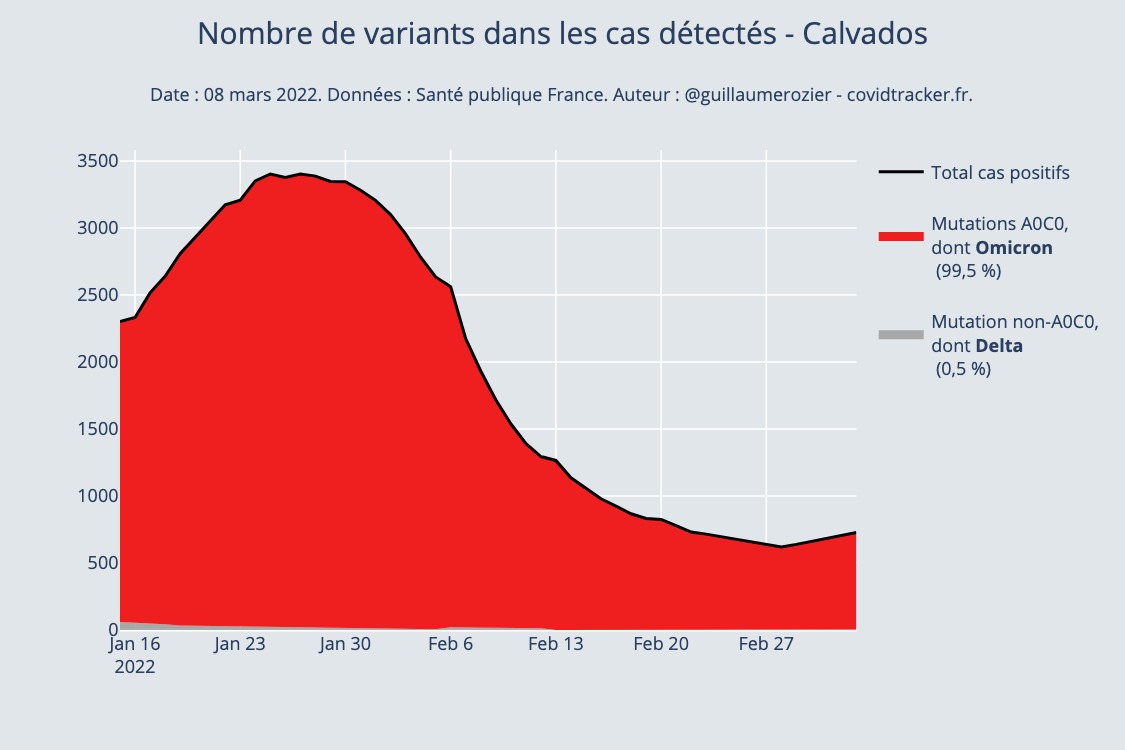 Nombre de variants dans les cas détectés - Calvados
Date : 08 mars 2022. Données : Santé publique France. Auteur : @guillaumerozier - covidtracker.fr.
3500
3000
2500
2000
1500
1000
500
0
Jan 16
2022
Jan 23
Jan 30
Feb 6
Feb 13
Feb 20
Feb 27
Total cas positifs
Mutations A0C0,
dont Omicron
(99,5 %)
Mutation non-A0C0,
dont Delta
(0,5 %)